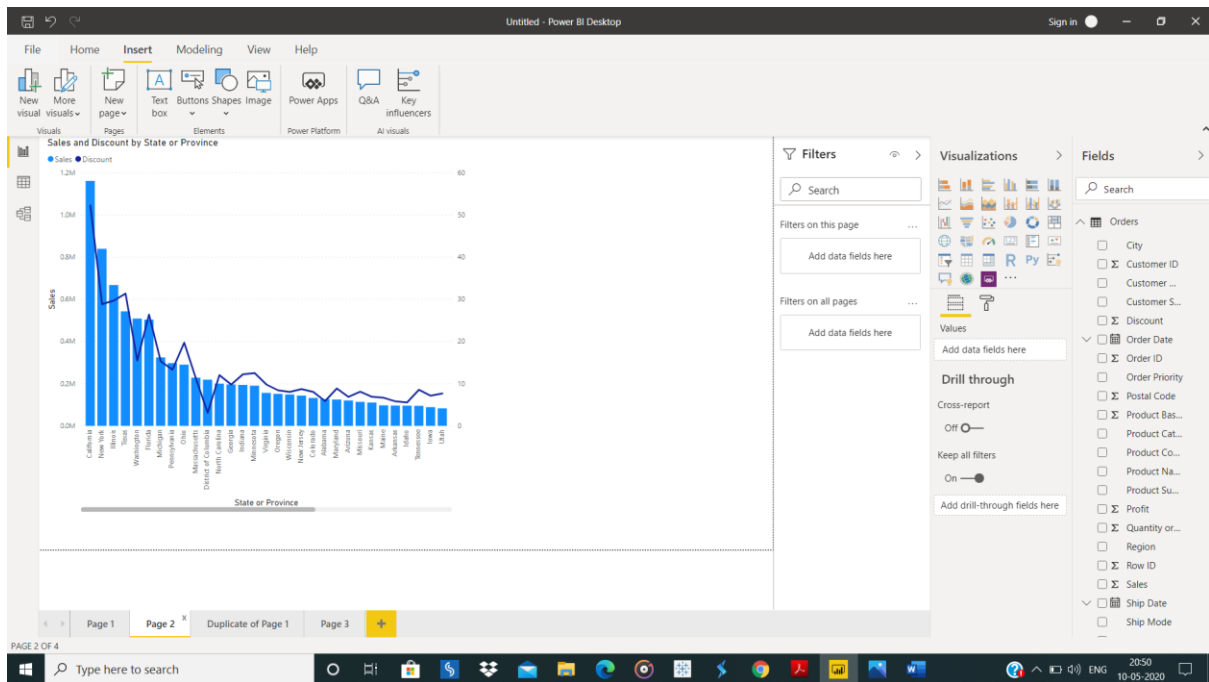 Untitled - Power BI Desktop
Sign in
File Home Insert Modeling View Help
New visual
More visuals
New page
Text box
Buttons
Shapes
Image
Power Apps
Q&A
Key influencers
Visuals
Pages
Elements
Power Platform
AI visuals
Sales and Discount by State or Province
Sales Discount
1.2M
1.0M
0.8M
0.6M
0.4M
0.2M
0.0M
Sales
60
50
40
30
20
10
0
California
New York
Illinois
Texas
Washington
Florida
Michigan
Pennsylvania
Ohio
Massachusetts
District of Columbia
North Carolina
Georgia
Indiana
Minnesota
Virginia
Oregon
Wisconsin
New Jersey
Colorado
Alabama
Maryland
Arizona
Missouri
Kansas
Maine
Arkansas
Idaho
Tennessee
Iowa
Utah
State or Province
Filters
Search
Filters on this page ...
Add data fields here
Filters on all pages ...
Add data fields here
Visualizations
R Py
...
Values
Add data fields here
Drill through
Cross-report
Off
Keep all filters
On
Add drill-through fields here
Fields
Search
Orders
City
Σ Customer ID
Customer ...
Customer S...
Σ Discount
Order Date
Σ Order ID
Order Priority
Σ Postal Code
Σ Product Bas...
Product Cat...
Product Co...
Product Na...
Product Su...
Σ Profit
Σ Quantity or...
Region
Σ Row ID
Σ Sales
Ship Date
Ship Mode
Page 1 Page 2 x Duplicate of Page 1 Page 3 +
PAGE 2 OF 4
Type here to search
ENG
20:50
10-05-2020